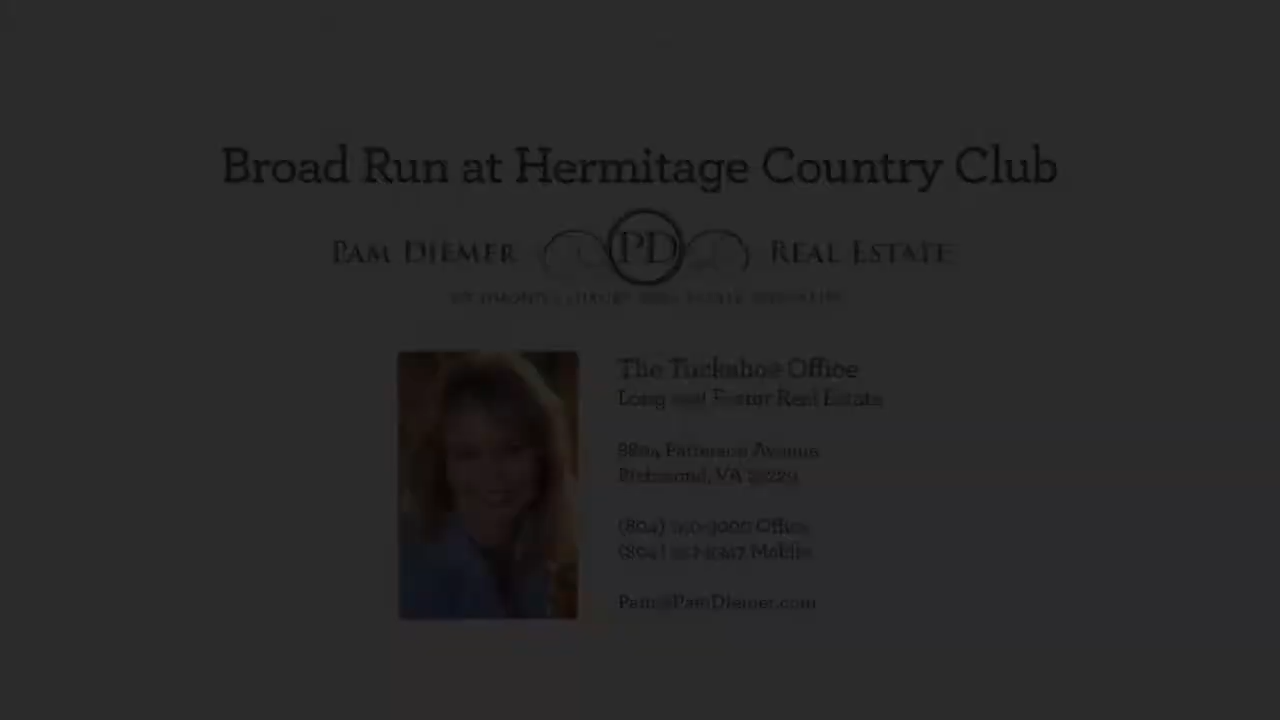 Broad Run at Hermitage Country Club
PAM DIEMER PD REAL ESTATE
The Tuckahoe Office
Long and Foster Real Estate
Patterson Avenue
Richmond, VA
(804) Office
(804) Mobile
Pam@PamDiemer.com